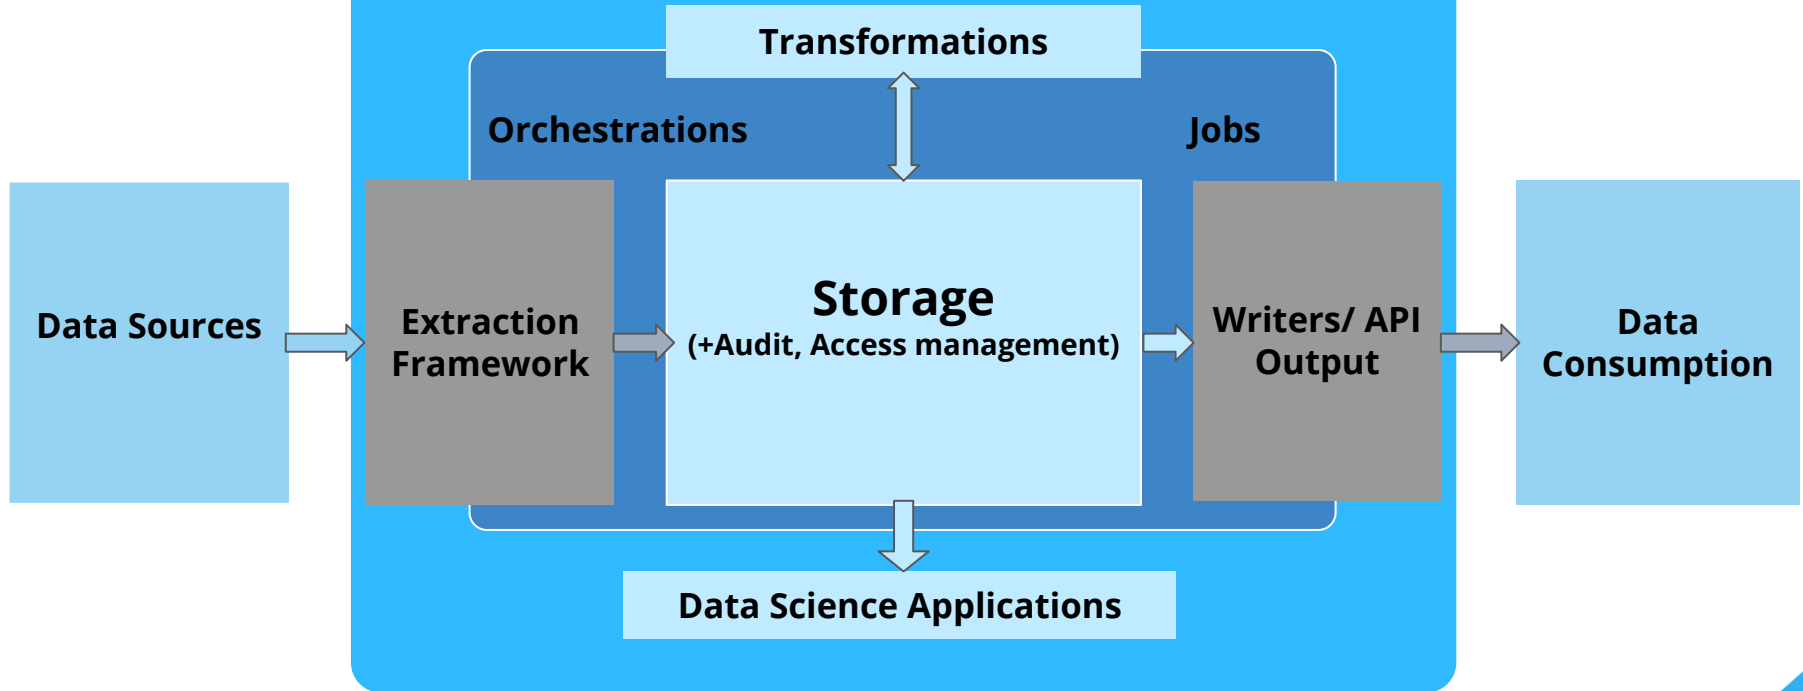 Transformations
Orchestrations
Jobs
Data Sources
Extraction
Framework
Storage
(+Audit, Access management)
Writers/ API
Output
Data
Consumption
Data Science Applications